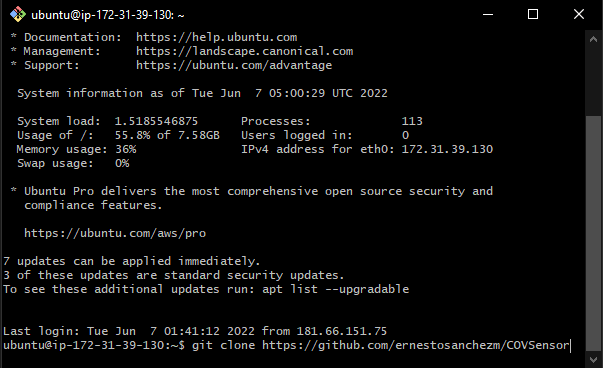 ubuntu@ip-172-31-39-130: ~
* Documentation:  https://help.ubuntu.com
* Management:     https://landscape.canonical.com
* Support:        https://ubuntu.com/advantage
System information as of Tue Jun  7 05:00:29 UTC 2022
System load:  1.5185546875      Processes:             113
Usage of /:   55.8% of 7.58GB   Users logged in:       0
Memory usage: 36%               IPv4 address for eth0: 172.31.39.130
Swap usage:   0%
* Ubuntu Pro delivers the most comprehensive open source security and
compliance features.
https://ubuntu.com/aws/pro
7 updates can be applied immediately.
3 of these updates are standard security updates.
To see these additional updates run: apt list --upgradable
Last login: Tue Jun  7 01:41:12 2022 from 181.66.151.75
ubuntu@ip-172-31-39-130:~$ git clone https://github.com/ernestosanchezm/COVSensor